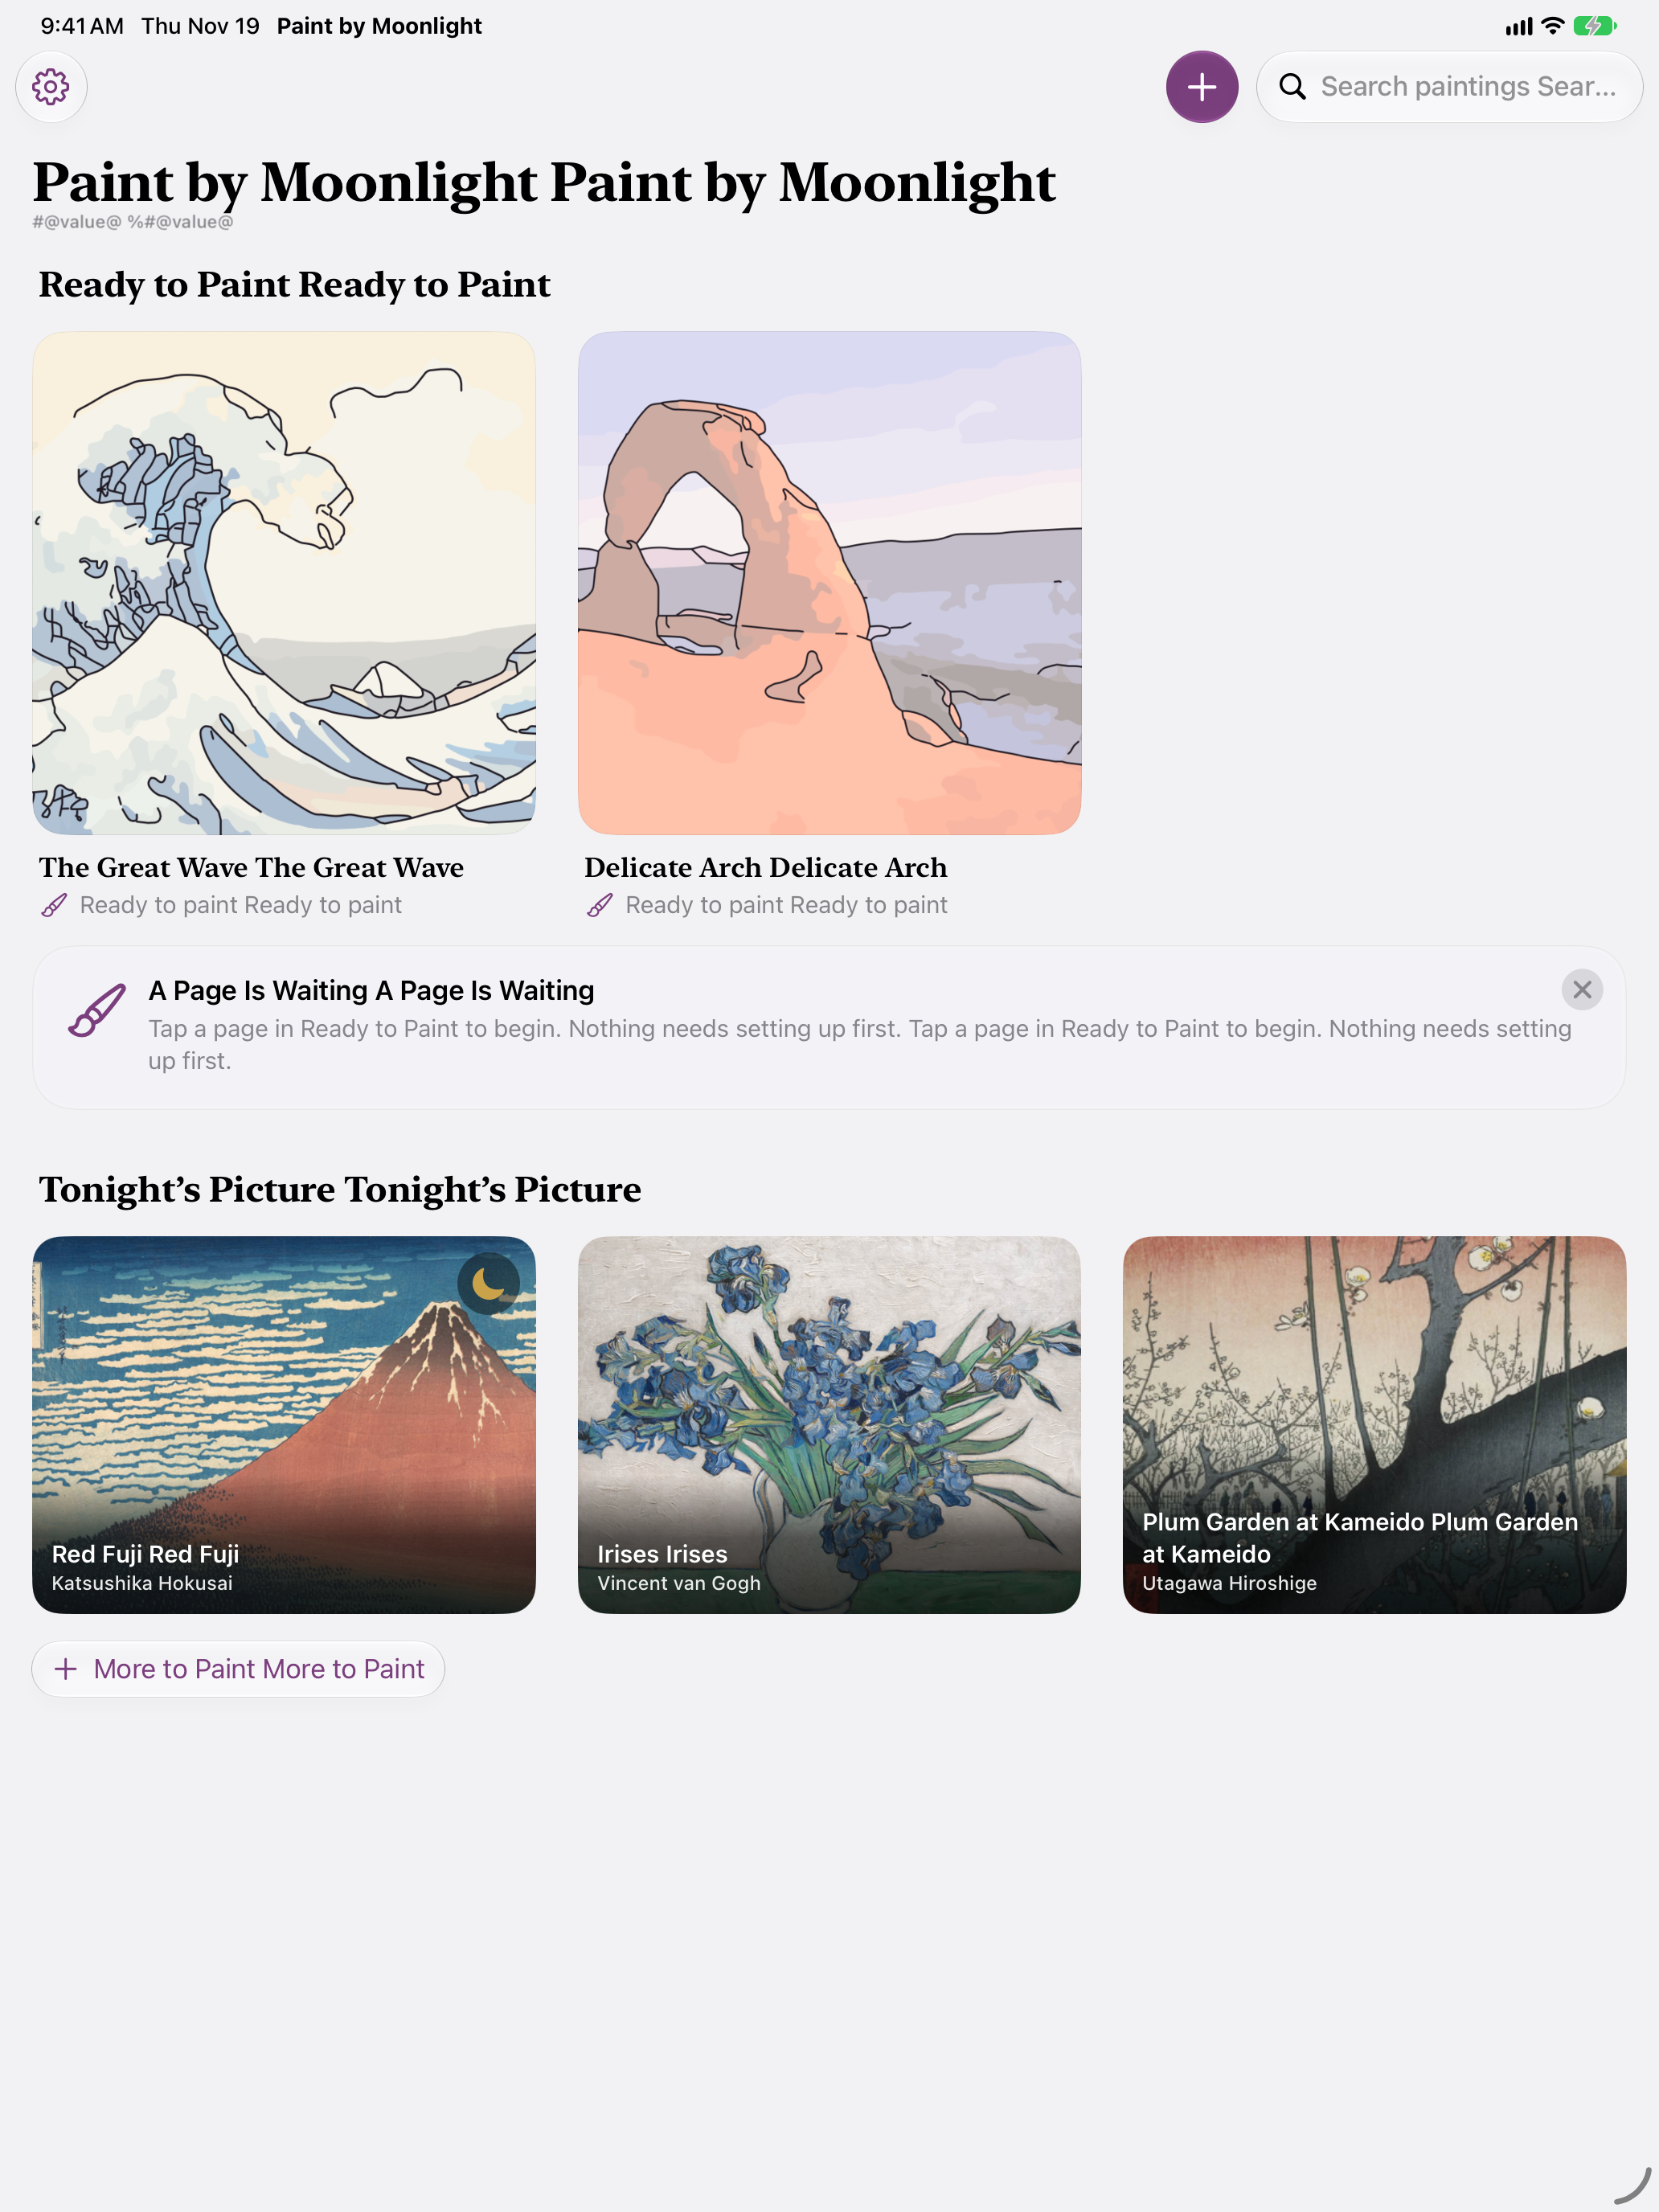 9:41 AM Thu Nov 19 Paint by Moonlight
Search paintings Sear...
Paint by Moonlight Paint by Moonlight
#@value@ %#@value@
Ready to Paint Ready to Paint
The Great Wave The Great Wave
Ready to paint Ready to paint
Delicate Arch Delicate Arch
Ready to paint Ready to paint
A Page Is Waiting A Page Is Waiting
Tap a page in Ready to Paint to begin. Nothing needs setting up first. Tap a page in Ready to Paint to begin. Nothing needs setting
up first.
Tonight’s Picture Tonight’s Picture
Red Fuji Red Fuji
Katsushika Hokusai
Irises Irises
Vincent van Gogh
Plum Garden at Kameido Plum Garden
at Kameido
Utagawa Hiroshige
More to Paint More to Paint